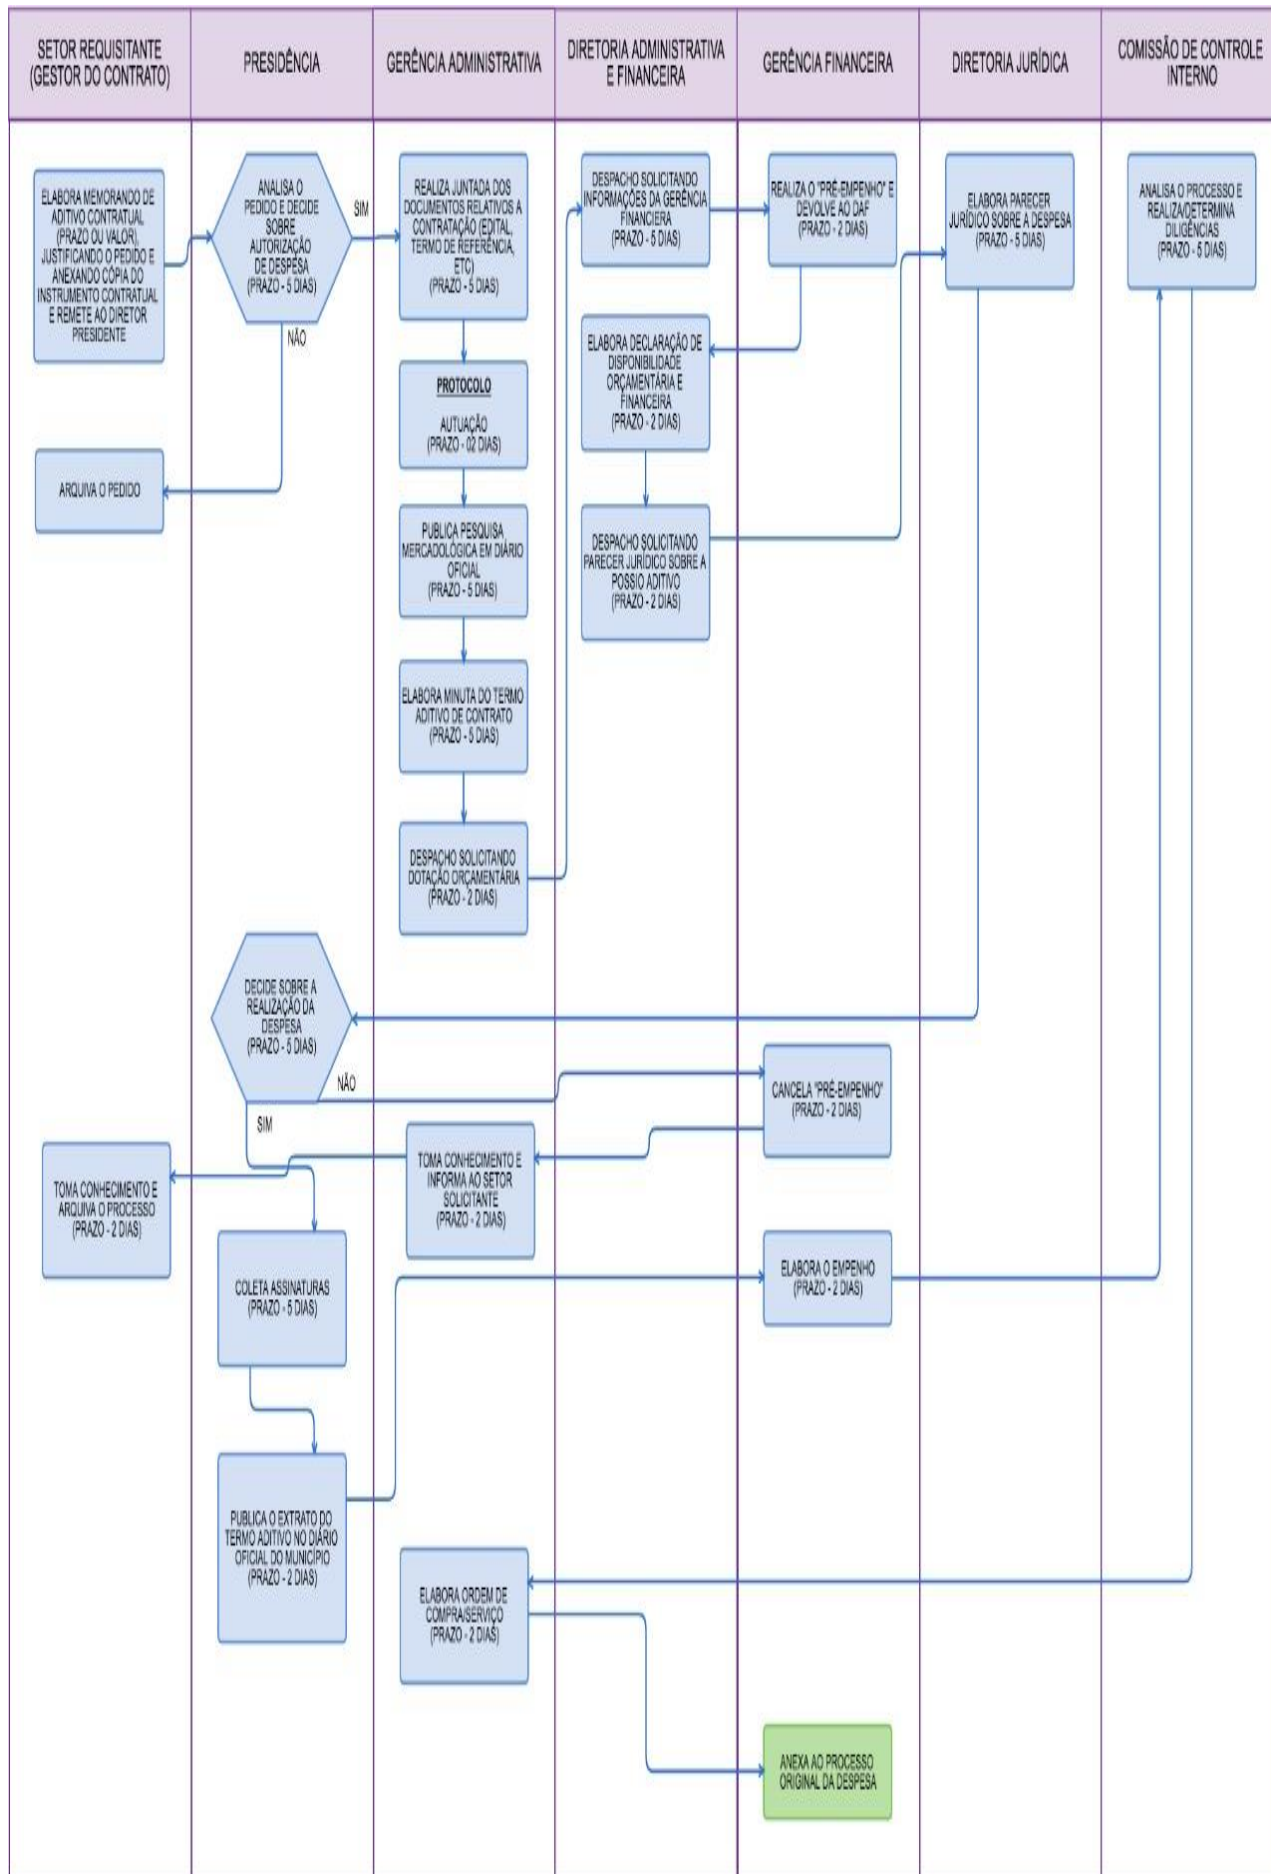 SETOR REQUISITANTE
(GESTOR DO CONTRATO)
PRESIDÊNCIA
GERÊNCIA ADMINISTRATIVA
DIRETORIA ADMINISTRATIVA
E FINANCEIRA
GERÊNCIA FINANCEIRA
DIRETORIA JURÍDICA
COMISSÃO DE CONTROLE
INTERNO
ELABORA MEMORANDO DE
ADITIVO CONTRATUAL
(PRAZO OU VALOR),
JUSTIFICANDO O PEDIDO E
ANEXANDO CÓPIA DO
INSTRUMENTO CONTRATUAL
E REMETE AO DIRETOR
PRESIDENTE
ANALISA O
PEDIDO E DECIDE
SOBRE
AUTORIZAÇÃO
DE DESPESA
(PRAZO - 5 DIAS)
SIM
NÃO
REALIZA JUNTADA DOS
DOCUMENTOS RELATIVOS A
CONTRATAÇÃO (EDITAL,
TERMO DE REFERÊNCIA,
ETC)
(PRAZO - 5 DIAS)
DESPACHO SOLICITANDO
INFORMAÇÕES DA GERÊNCIA
FINANCIERA
(PRAZO - 5 DIAS)
REALIZA O "PRÉ-EMPENHO" E
DEVOLVE AO DAF
(PRAZO - 2 DIAS)
ELABORA PARECER
JURÍDICO SOBRE A DESPESA
(PRAZO - 5 DIAS)
ANALISA O PROCESSO E
REALIZA/DETERMINA
DILIGÊNCIAS
(PRAZO - 5 DIAS)
ARQUIVA O PEDIDO
PROTOCOLO
AUTUAÇÃO
(PRAZO - 02 DIAS)
ELABORA DECLARAÇÃO DE
DISPONIBILIDADE
ORÇAMENTÁRIA E
FINANCEIRA
(PRAZO - 2 DIAS)
PUBLICA PESQUISA
MERCADOLÓGICA EM DIÁRIO
OFICIAL
(PRAZO - 5 DIAS)
DESPACHO SOLICITANDO
PARECER JURÍDICO SOBRE A
POSSIO ADITIVO
(PRAZO - 2 DIAS)
ELABORA MINUTA DO TERMO
ADITIVO DE CONTRATO
(PRAZO - 5 DIAS)
DESPACHO SOLICITANDO
DOTAÇÃO ORÇAMENTÁRIA
(PRAZO - 2 DIAS)
DECIDE SOBRE A
REALIZAÇÃO DA
DESPESA
(PRAZO - 5 DIAS)
NÃO
SIM
CANCELA "PRÉ-EMPENHO"
(PRAZO - 2 DIAS)
TOMA CONHECIMENTO E
INFORMA AO SETOR
SOLICITANTE
(PRAZO - 2 DIAS)
TOMA CONHECIMENTO E
ARQUIVA O PROCESSO
(PRAZO - 2 DIAS)
COLETA ASSINATURAS
(PRAZO - 5 DIAS)
ELABORA O EMPENHO
(PRAZO - 2 DIAS)
PUBLICA O EXTRATO DO
TERMO ADITIVO NO DIÁRIO
OFICIAL DO MUNICÍPIO
(PRAZO - 2 DIAS)
ELABORA ORDEM DE
COMPRA/SERVIÇO
(PRAZO - 2 DIAS)
ANEXA AO PROCESSO
ORIGINAL DA DESPESA